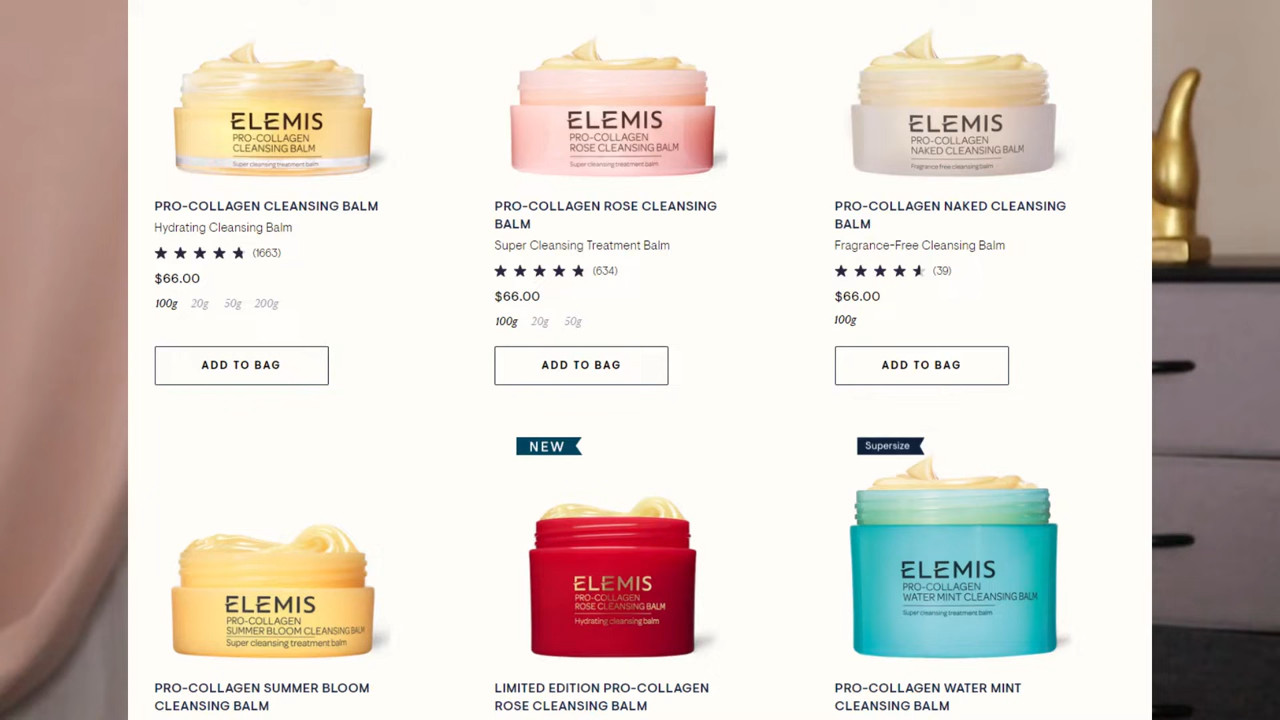 ELEMIS
PRO-COLLAGEN
CLEANSING BALM
Super cleansing treatment balm
PRO-COLLAGEN CLEANSING BALM
Hydrating Cleansing Balm
(1663)
$66.00
100g 20g 50g 200g
ADD TO BAG
ELEMIS
PRO-COLLAGEN
ROSE CLEANSING BALM
Super cleansing treatment balm
PRO-COLLAGEN ROSE CLEANSING
BALM
Super Cleansing Treatment Balm
(634)
$66.00
100g 20g 50g
ADD TO BAG
ELEMIS
PRO-COLLAGEN
NAKED CLEANSING BALM
Fragrance free cleansing balm
PRO-COLLAGEN NAKED CLEANSING
BALM
Fragrance-Free Cleansing Balm
(39)
$66.00
100g
ADD TO BAG
ELEMIS
PRO-COLLAGEN
SUMMER BLOOM CLEANSING BALM
Super cleansing treatment balm
PRO-COLLAGEN SUMMER BLOOM
CLEANSING BALM
NEW
ELEMIS
PRO-COLLAGEN
ROSE CLEANSING BALM
Hydrating cleansing balm
LIMITED EDITION PRO-COLLAGEN
ROSE CLEANSING BALM
Supersize
ELEMIS
PRO-COLLAGEN
WATER MINT CLEANSING BALM
Super cleansing treatment balm
PRO-COLLAGEN WATER MINT
CLEANSING BALM